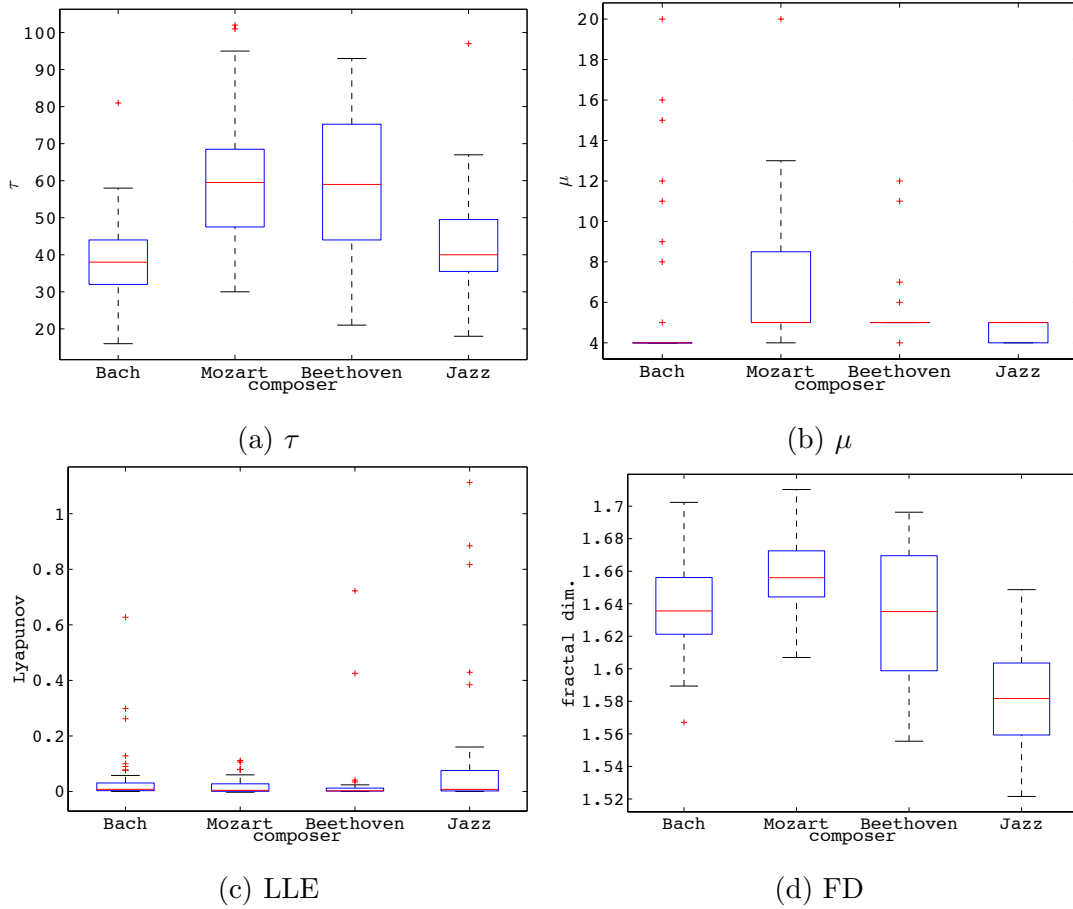 100
90
80
70
60
50
40
30
20
τ
Bach Mozart Beethoven Jazz
composer
(a) τ
20
18
16
14
12
10
8
6
4
μ
Bach Mozart Beethoven Jazz
composer
(b) μ
1
0.8
0.6
0.4
0.2
0
Lyapunov
Bach Mozart Beethoven Jazz
composer
(c) LLE
1.7
1.68
1.66
1.64
1.62
1.6
1.58
1.56
1.54
1.52
fractal dim.
Bach Mozart Beethoven Jazz
composer
(d) FD